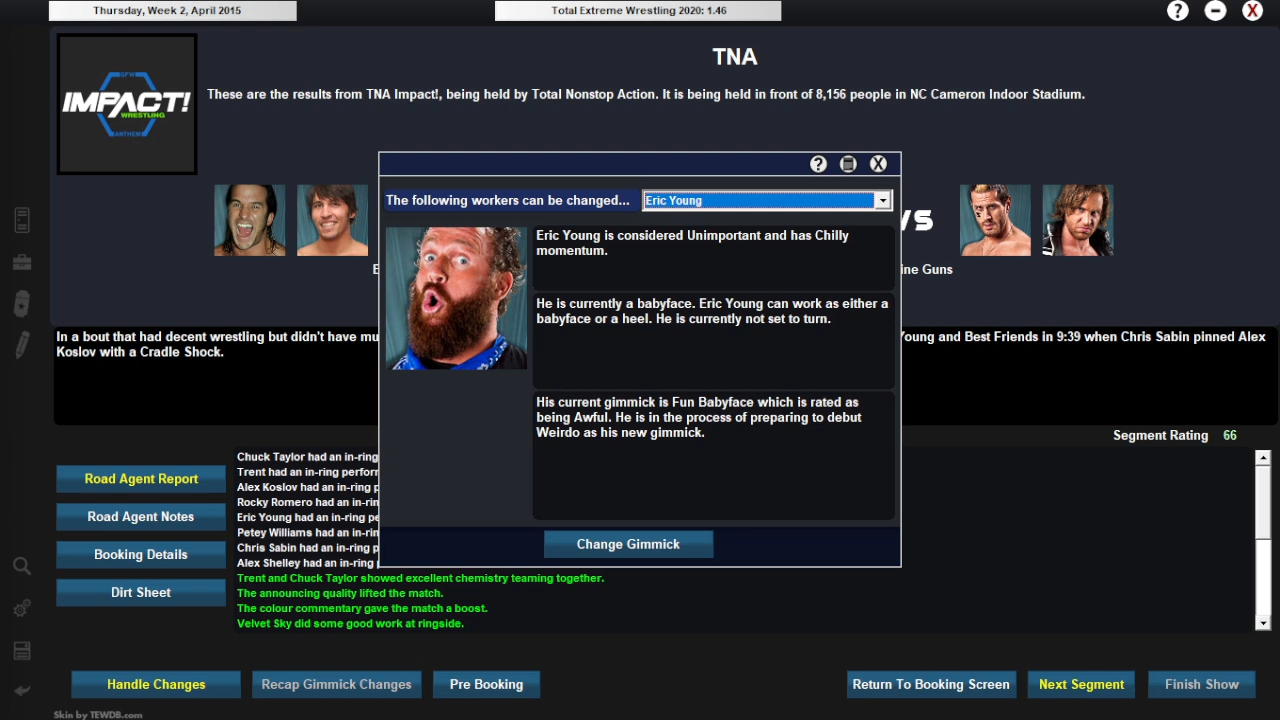 Thursday, Week 2, April 2015
Total Extreme Wrestling 2020: 1.46
?
X
GFW
IMPACT!
WRESTLING
ANTHEM
TNA
These are the results from TNA Impact!, being held by Total Nonstop Action. It is being held in front of 8,156 people in NC Cameron Indoor Stadium.
VS
ine Guns
? X
The following workers can be changed...
Eric Young
Eric Young is considered Unimportant and has Chilly
momentum.
He is currently a babyface. Eric Young can work as either a
babyface or a heel. He is currently not set to turn.
His current gimmick is Fun Babyface which is rated as
being Awful. He is in the process of preparing to debut
Weirdo as his new gimmick.
Change Gimmick
In a bout that had decent wrestling but didn't have mu
Young and Best Friends in 9:39 when Chris Sabin pinned Alex
Koslov with a Cradle Shock.
Segment Rating 66
Road Agent Report
Road Agent Notes
Booking Details
Dirt Sheet
Chuck Taylor had an in-ring
Trent had an in-ring perfor
Alex Koslov had an in-ring p
Rocky Romero had an in-rin
Eric Young had an in-ring pe
Petey Williams had an in-rin
Chris Sabin had an in-ring p
Alex Shelley had an in-ring
Trent and Chuck Taylor showed excellent chemistry teaming together.
The announcing quality lifted the match.
The colour commentary gave the match a boost.
Velvet Sky did some good work at ringside.
Handle Changes
Recap Gimmick Changes
Pre Booking
Return To Booking Screen
Next Segment
Finish Show
Skin by TEWDB.com